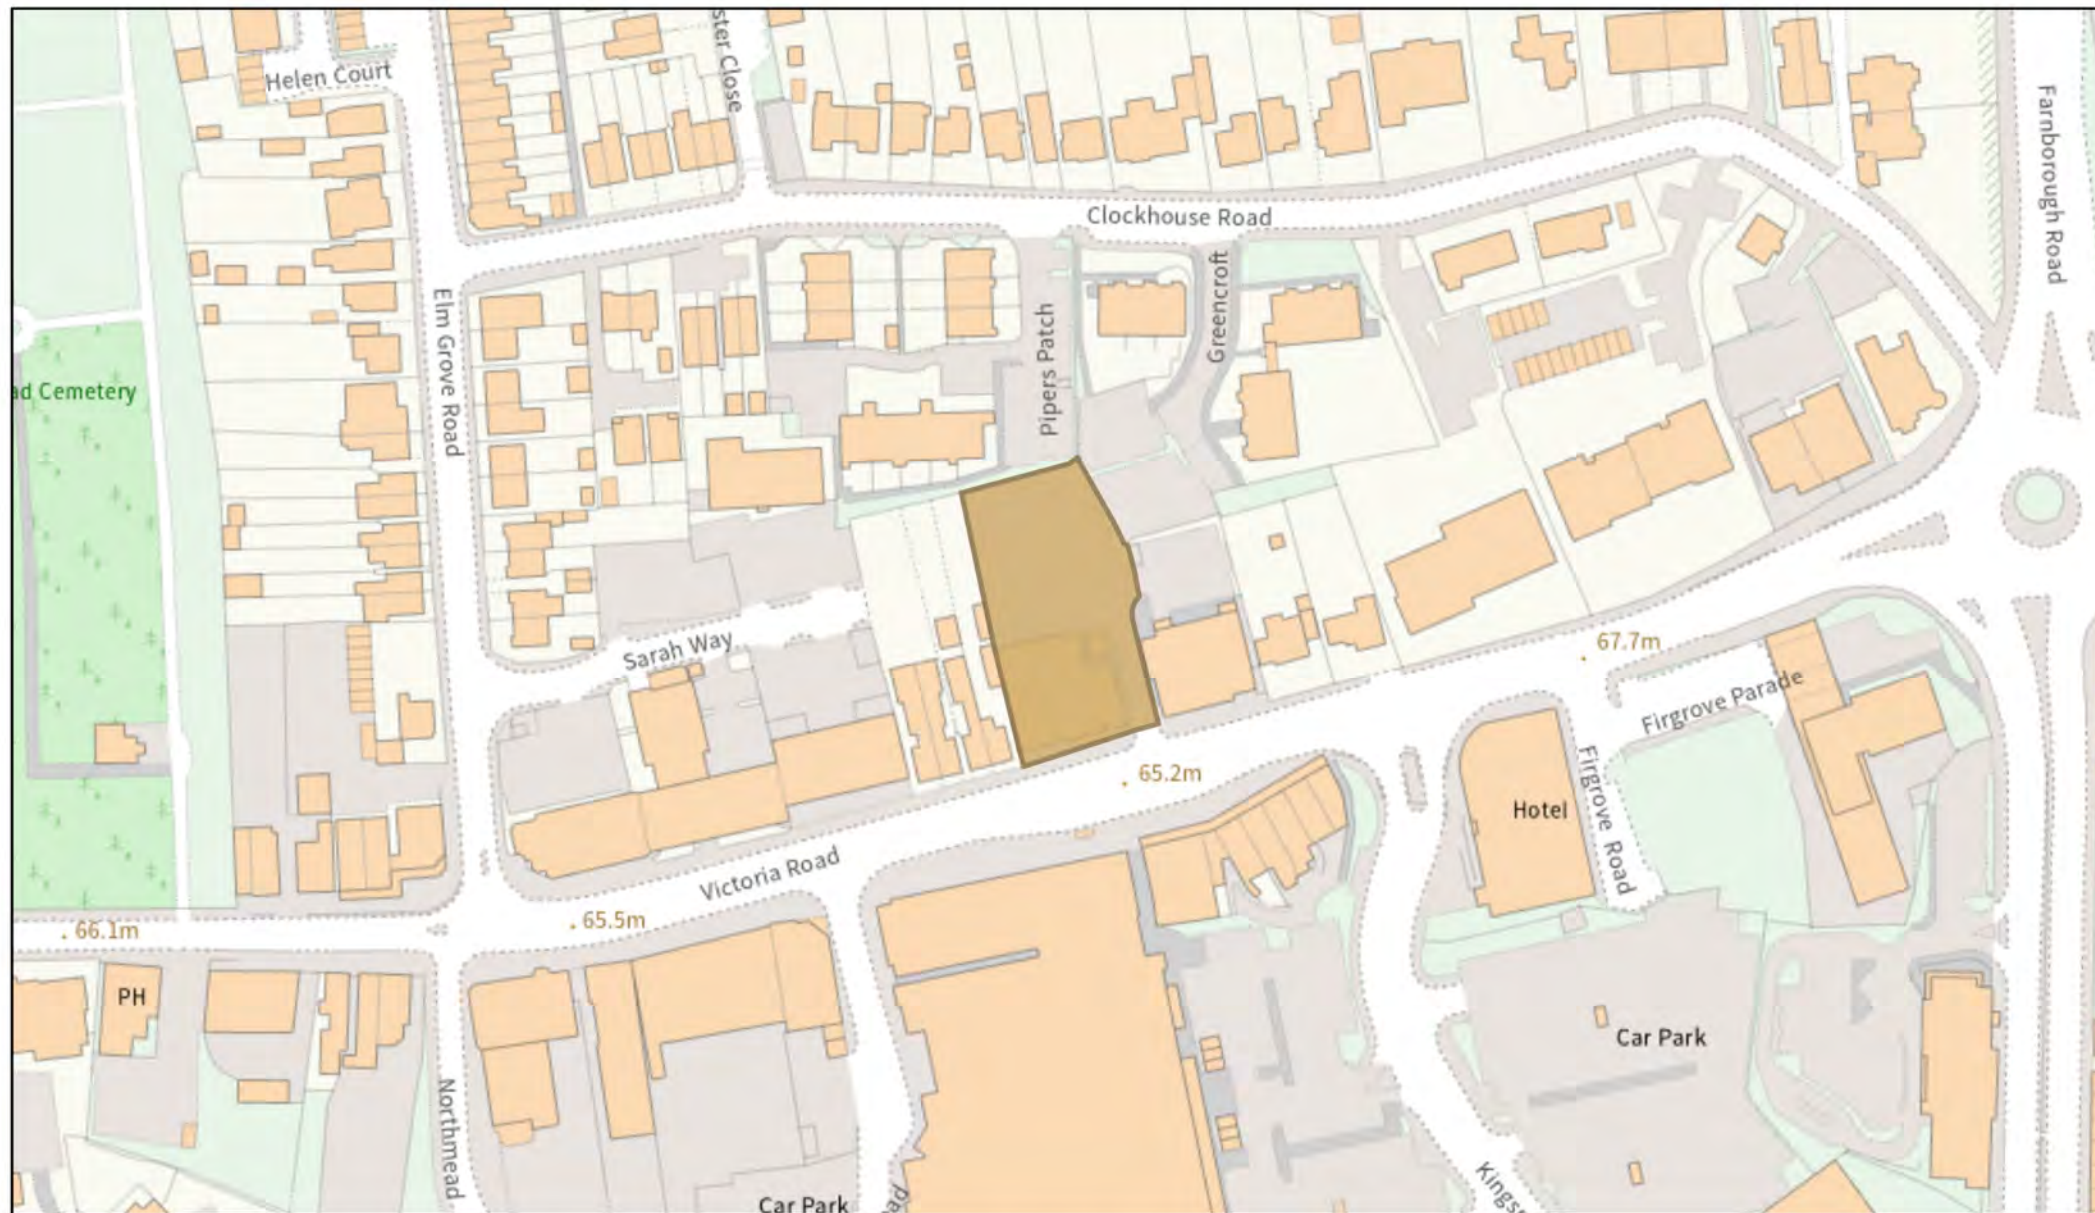 Helen Court
ster Close
Farnborough Road
Clockhouse Road
Elm Grove Road
Pipers Patch
Greencroft
ad Cemetery
Sarah Way
67.7m
Firgrove Parade
65.2m
Firgrove Road
Hotel
Victoria Road
66.1m
65.5m
PH
Car Park
Northmead
Car Park
Kings